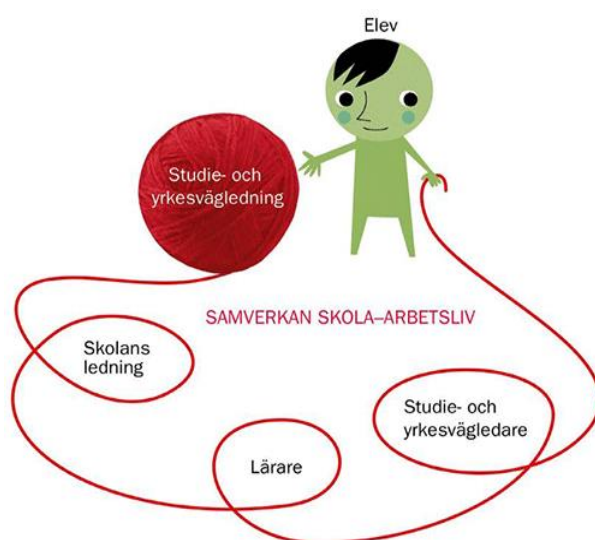 Elev
Studie- och
yrkesvägledning
SAMVERKAN SKOLA–ARBETSLIV
Skolans
ledning
Studie- och
yrkesvägledare
Lärare